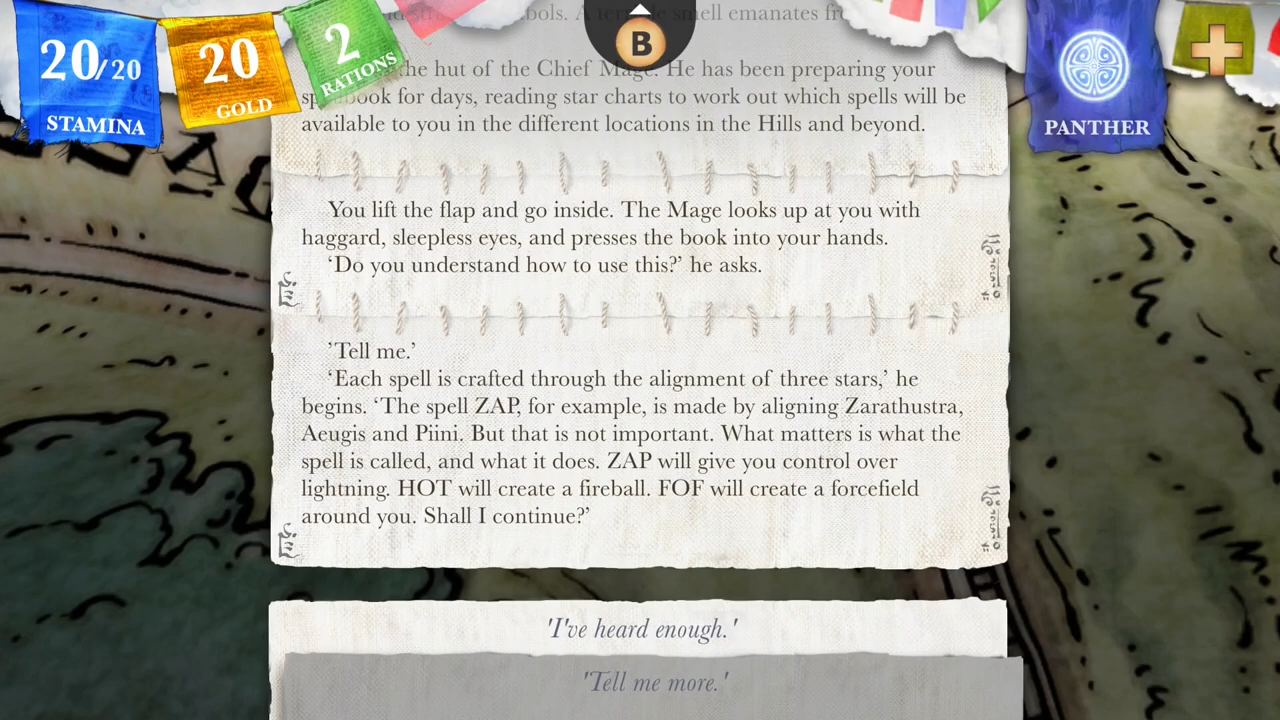 bols. A
smell emanates
20/20
STAMINA
20
GOLD
2
RATIONS
B
PANTHER
the hut of the Chief Mage. He has been preparing your
book for days, reading star charts to work out which spells will be
available to you in the different locations in the Hills and beyond.
You lift the flap and go inside. The Mage looks up at you with
haggard, sleepless eyes, and presses the book into your hands.
‘Do you understand how to use this?’ he asks.
’Tell me.’
‘Each spell is crafted through the alignment of three stars,’ he
begins. ‘The spell ZAP, for example, is made by aligning Zarathustra,
Aeugis and Piini. But that is not important. What matters is what the
spell is called, and what it does. ZAP will give you control over
lightning. HOT will create a fireball. FOF will create a forcefield
around you. Shall I continue?’
'I've heard enough.'
'Tell me more.'